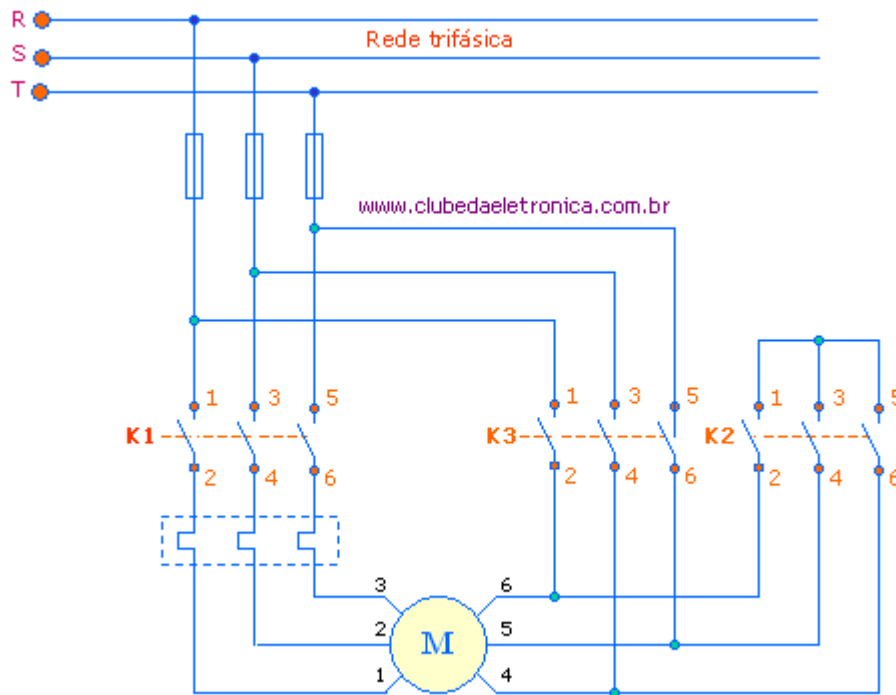 R
Rede trifásica
S
T
www.clubedaeletronica.com.br
1 3 5 1 3 5 1 3 5
K1 K3 K2
2 4 6 2 4 6 2 4 6
3 6
2 M 5
1 4